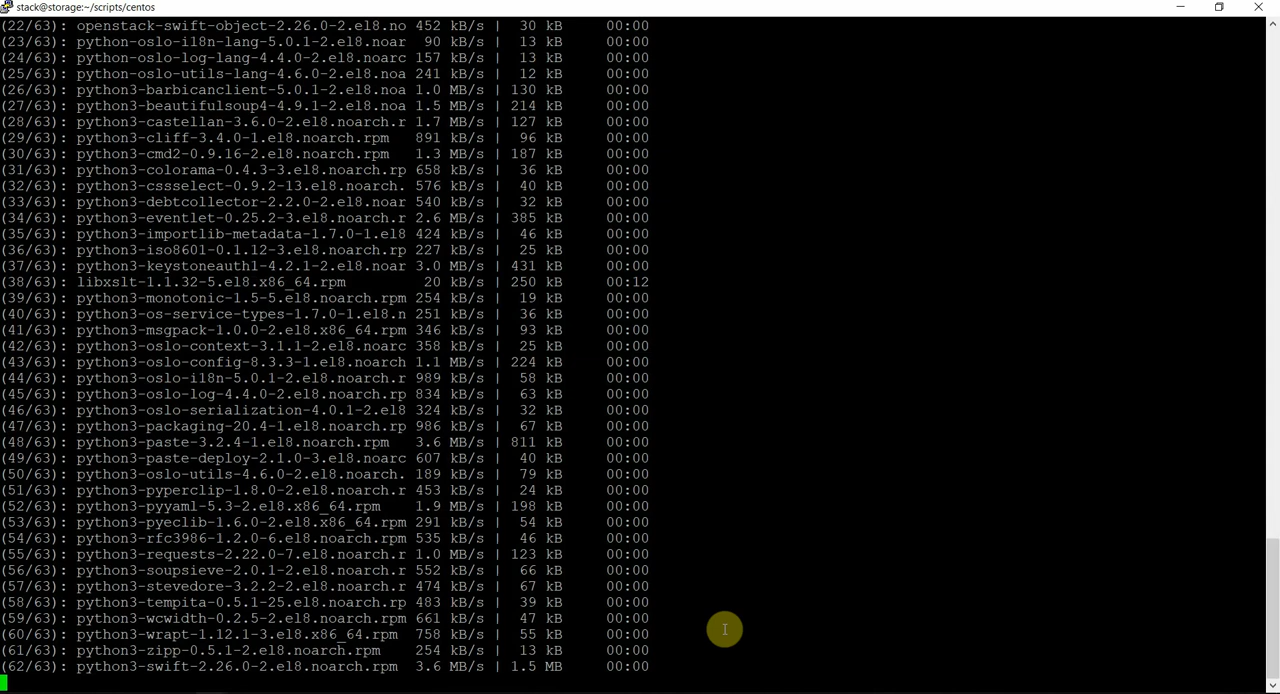 stack@storage:~/scripts/centos
(22/63): openstack-swift-object-2.26.0-2.el8.no 452 kB/s | 30 kB 00:00
(23/63): python-oslo-i18n-lang-5.0.1-2.el8.noar 90 kB/s | 13 kB 00:00
(24/63): python-oslo-log-lang-4.4.0-2.el8.noarc 157 kB/s | 13 kB 00:00
(25/63): python-oslo-utils-lang-4.6.0-2.el8.noa 241 kB/s | 12 kB 00:00
(26/63): python3-barbicanclient-5.0.1-2.el8.noa 1.0 MB/s | 130 kB 00:00
(27/63): python3-beautifulsoup4-4.9.1-2.el8.noa 1.5 MB/s | 214 kB 00:00
(28/63): python3-castellan-3.6.0-2.el8.noarch.r 1.7 MB/s | 127 kB 00:00
(29/63): python3-cliff-3.4.0-1.el8.noarch.rpm 891 kB/s | 96 kB 00:00
(30/63): python3-cmd2-0.9.16-2.el8.noarch.rpm 1.3 MB/s | 187 kB 00:00
(31/63): python3-colorama-0.4.3-3.el8.noarch.rp 658 kB/s | 36 kB 00:00
(32/63): python3-cssselect-0.9.2-13.el8.noarch. 576 kB/s | 40 kB 00:00
(33/63): python3-debtcollector-2.2.0-2.el8.noar 540 kB/s | 32 kB 00:00
(34/63): python3-eventlet-0.25.2-3.el8.noarch.r 2.6 MB/s | 385 kB 00:00
(35/63): python3-importlib-metadata-1.7.0-1.el8 424 kB/s | 46 kB 00:00
(36/63): python3-iso8601-0.1.12-3.el8.noarch.rp 227 kB/s | 25 kB 00:00
(37/63): python3-keystoneauth1-4.2.1-2.el8.noar 3.0 MB/s | 431 kB 00:00
(38/63): libxslt-1.1.32-5.el8.x86_64.rpm 20 kB/s | 250 kB 00:12
(39/63): python3-monotonic-1.5-5.el8.noarch.rpm 254 kB/s | 19 kB 00:00
(40/63): python3-os-service-types-1.7.0-1.el8.n 251 kB/s | 36 kB 00:00
(41/63): python3-msgpack-1.0.0-2.el8.x86_64.rpm 346 kB/s | 93 kB 00:00
(42/63): python3-oslo-context-3.1.1-2.el8.noarc 358 kB/s | 25 kB 00:00
(43/63): python3-oslo-config-8.3.3-1.el8.noarch 1.1 MB/s | 224 kB 00:00
(44/63): python3-oslo-i18n-5.0.1-2.el8.noarch.r 989 kB/s | 58 kB 00:00
(45/63): python3-oslo-log-4.4.0-2.el8.noarch.rp 834 kB/s | 63 kB 00:00
(46/63): python3-oslo-serialization-4.0.1-2.el8 324 kB/s | 32 kB 00:00
(47/63): python3-packaging-20.4-1.el8.noarch.rp 986 kB/s | 67 kB 00:00
(48/63): python3-paste-3.2.4-1.el8.noarch.rpm 3.6 MB/s | 811 kB 00:00
(49/63): python3-paste-deploy-2.1.0-3.el8.noarc 607 kB/s | 40 kB 00:00
(50/63): python3-oslo-utils-4.6.0-2.el8.noarch. 189 kB/s | 79 kB 00:00
(51/63): python3-pyperclip-1.8.0-2.el8.noarch.r 453 kB/s | 24 kB 00:00
(52/63): python3-pyyaml-5.3-2.el8.x86_64.rpm 1.9 MB/s | 198 kB 00:00
(53/63): python3-pyeclib-1.6.0-2.el8.x86_64.rpm 291 kB/s | 54 kB 00:00
(54/63): python3-rfc3986-1.2.0-6.el8.noarch.rpm 535 kB/s | 46 kB 00:00
(55/63): python3-requests-2.22.0-7.el8.noarch.r 1.0 MB/s | 123 kB 00:00
(56/63): python3-soupsieve-2.0.1-2.el8.noarch.r 552 kB/s | 66 kB 00:00
(57/63): python3-stevedore-3.2.2-2.el8.noarch.r 474 kB/s | 67 kB 00:00
(58/63): python3-tempita-0.5.1-25.el8.noarch.rp 483 kB/s | 39 kB 00:00
(59/63): python3-wcwidth-0.2.5-2.el8.noarch.rpm 661 kB/s | 47 kB 00:00
(60/63): python3-wrapt-1.12.1-3.el8.x86_64.rpm 758 kB/s | 55 kB 00:00
(61/63): python3-zipp-0.5.1-2.el8.noarch.rpm 254 kB/s | 13 kB 00:00
(62/63): python3-swift-2.26.0-2.el8.noarch.rpm 3.6 MB/s | 1.5 MB 00:00